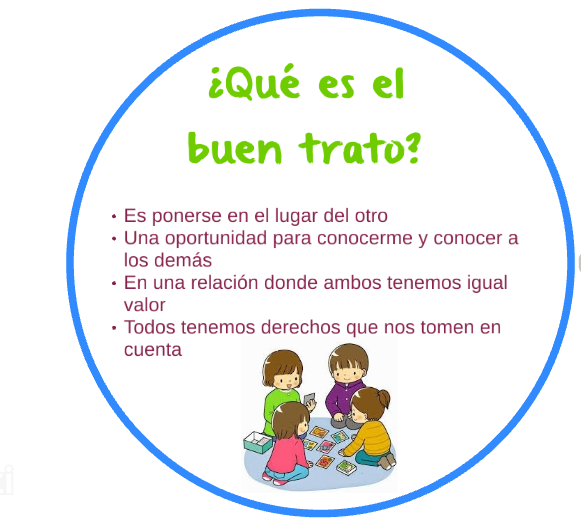 ¿Qué es el
buen trato?
• Es ponerse en el lugar del otro
• Una oportunidad para conocerme y conocer a
los demás
• En una relación donde ambos tenemos igual
valor
• Todos tenemos derechos que nos tomen en
cuenta